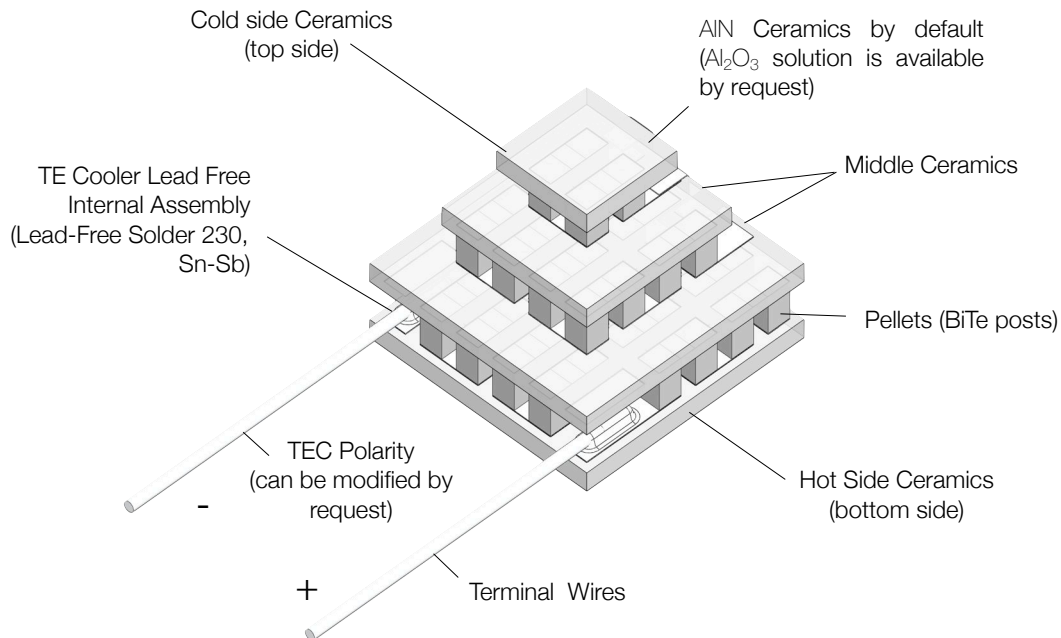 Cold side Ceramics
(top side)
AlN Ceramics by default
(Al₂O₃ solution is available
by request)
TE Cooler Lead Free
Internal Assembly
(Lead-Free Solder 230,
Sn-Sb)
Middle Ceramics
Pellets (BiTe posts)
TEC Polarity
(can be modified by
request)
-
Hot Side Ceramics
(bottom side)
+
Terminal Wires